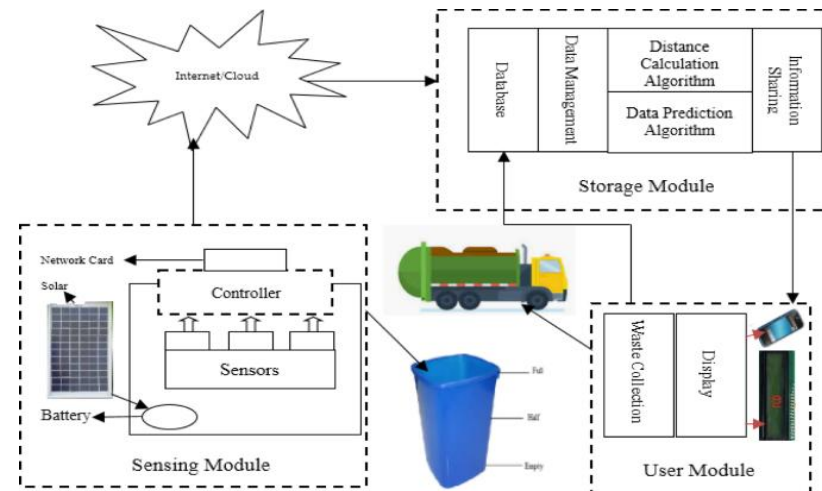 Internet/Cloud
Database
Data Management
Distance
Calculation
Algorithm
Data Prediction
Algorithm
Information
Sharing
Storage Module
Network Card
Solar
Controller
Sensors
Battery
Sensing Module
Full
Half
Empty
Waste Collection
Display
User Module